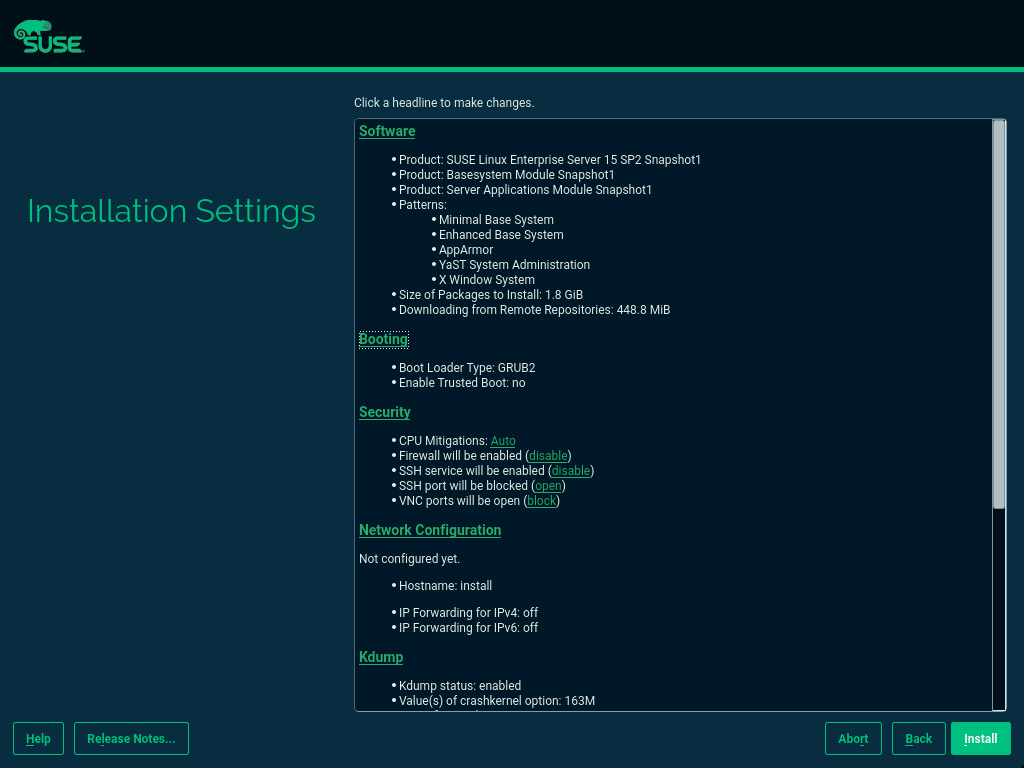 SUSE
Click a headline to make changes.
Installation Settings
Software
• Product: SUSE Linux Enterprise Server 15 SP2 Snapshot1
• Product: Basesystem Module Snapshot1
• Product: Server Applications Module Snapshot1
• Patterns:
• Minimal Base System
• Enhanced Base System
• AppArmor
• YaST System Administration
• X Window System
• Size of Packages to Install: 1.8 GiB
• Downloading from Remote Repositories: 448.8 MiB
Booting
• Boot Loader Type: GRUB2
• Enable Trusted Boot: no
Security
• CPU Mitigations: Auto
• Firewall will be enabled (disable)
• SSH service will be enabled (disable)
• SSH port will be blocked (open)
• VNC ports will be open (block)
Network Configuration
Not configured yet.
• Hostname: install
• IP Forwarding for IPv4: off
• IP Forwarding for IPv6: off
Kdump
• Kdump status: enabled
• Value(s) of crashkernel option: 163M
Help
Release Notes...
Abort
Back
Install